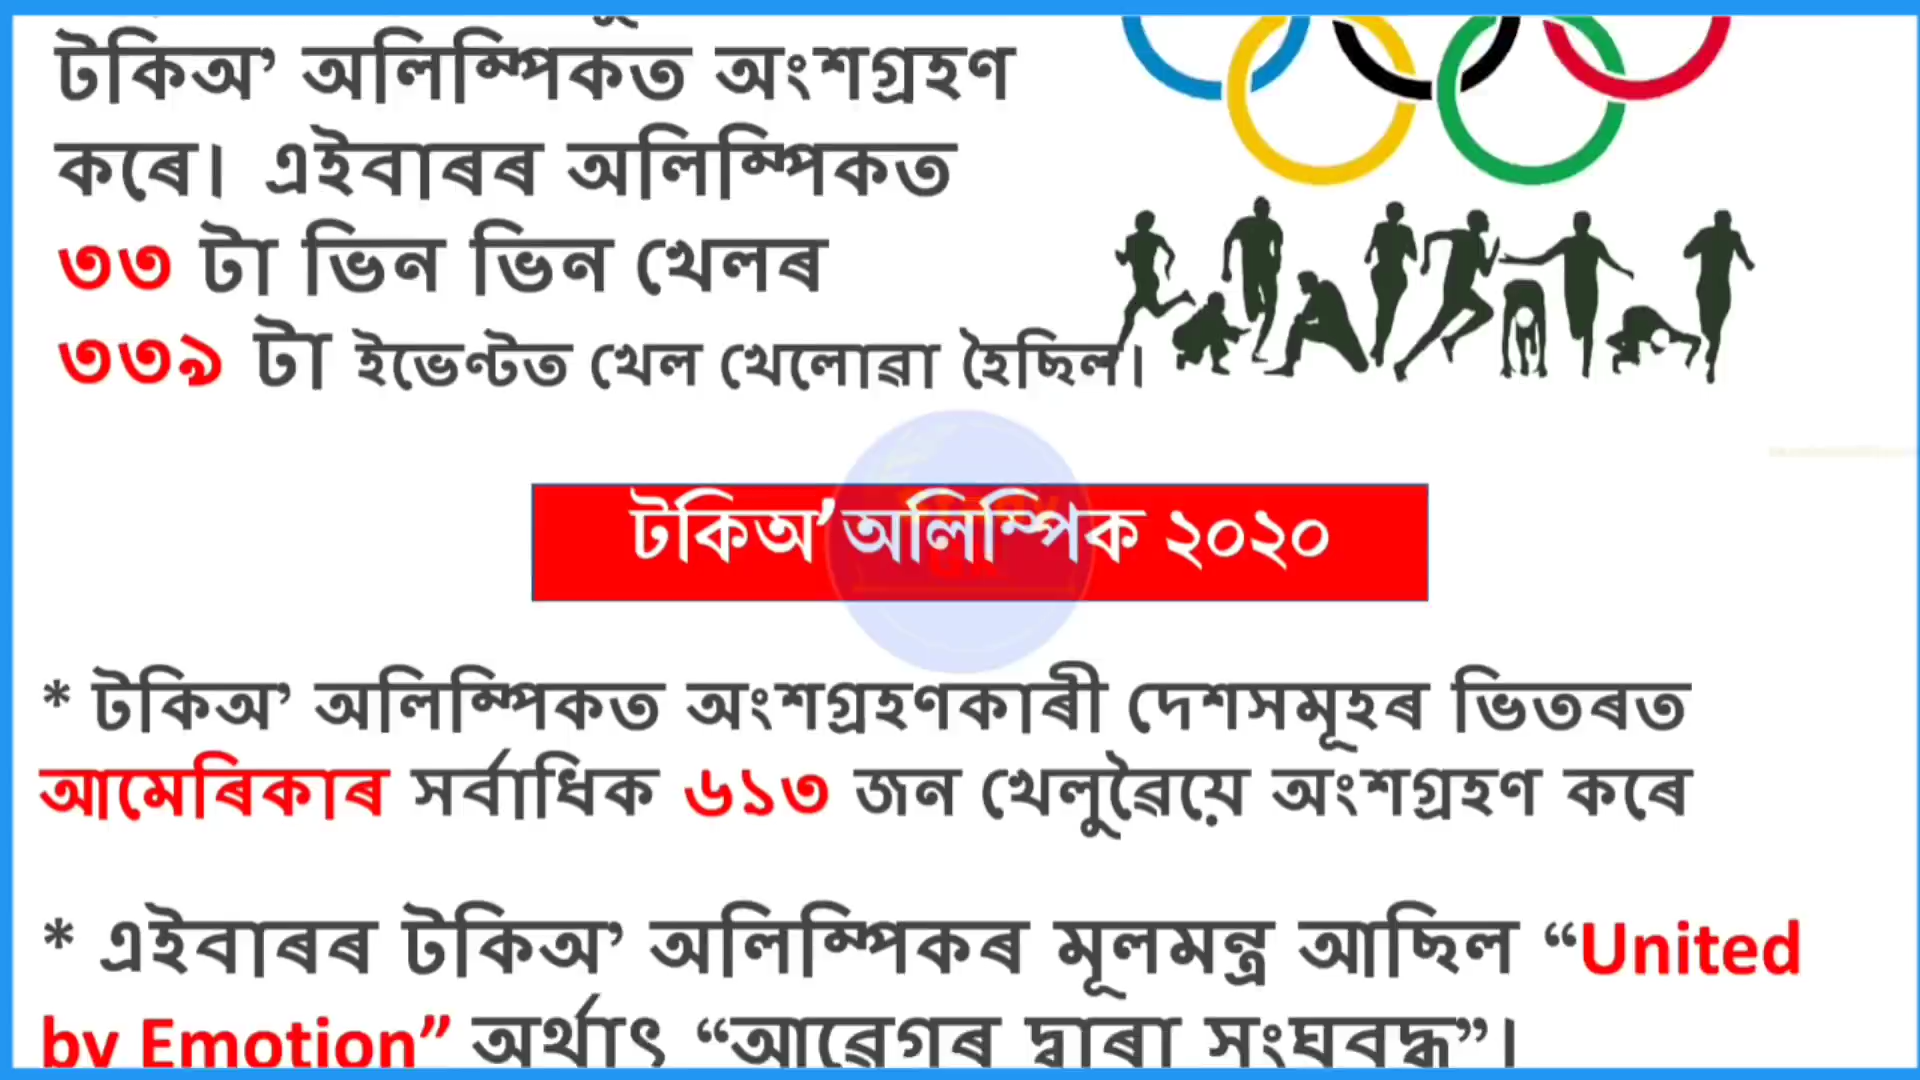 টকিঅ’ অলিম্পিকত অংশগ্ৰহণ
কৰে। এইবাৰৰ অলিম্পিকত
৩৩ টা ভিন ভিন খেলৰ
৩৩৯ টা ইভেণ্টত খেল খেলোৱা হৈছিল।
টকিঅ’অলিম্পিক ২০২০
* টকিঅ’ অলিম্পিকত অংশগ্ৰহণকাৰী দেশসমূহৰ ভিতৰত
আমেৰিকাৰ সৰ্বাধিক ৬১৩ জন খেলুৱৈয়ে অংশগ্ৰহণ কৰে
* এইবাৰৰ টকিঅ’ অলিম্পিকৰ মূলমন্ত্ৰ আছিল “United
by Emotion” অৰ্থাৎ “আৱেগৰ দ্বাৰা সংঘবদ্ধ”।